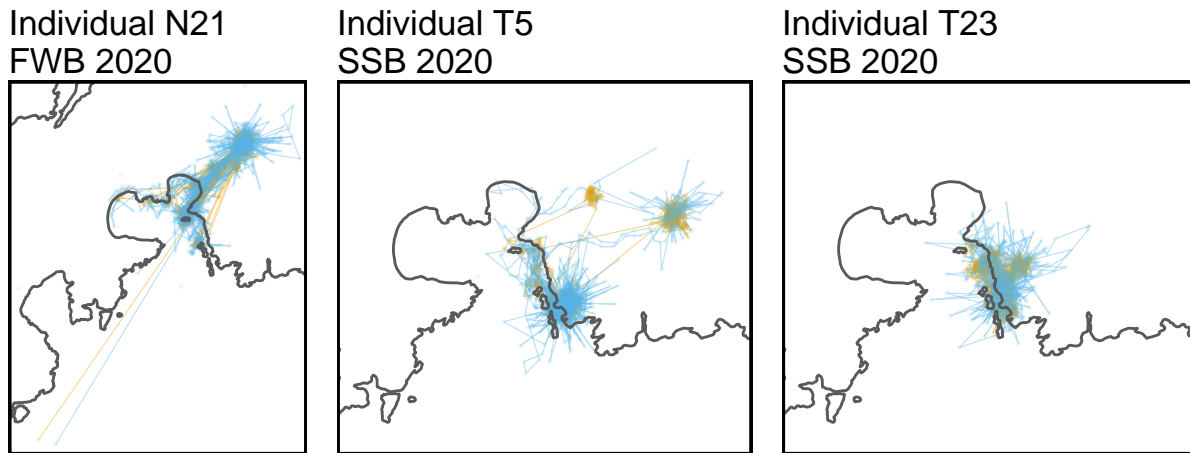 Individual N21
FWB 2020
Individual T5
SSB 2020
Individual T23
SSB 2020